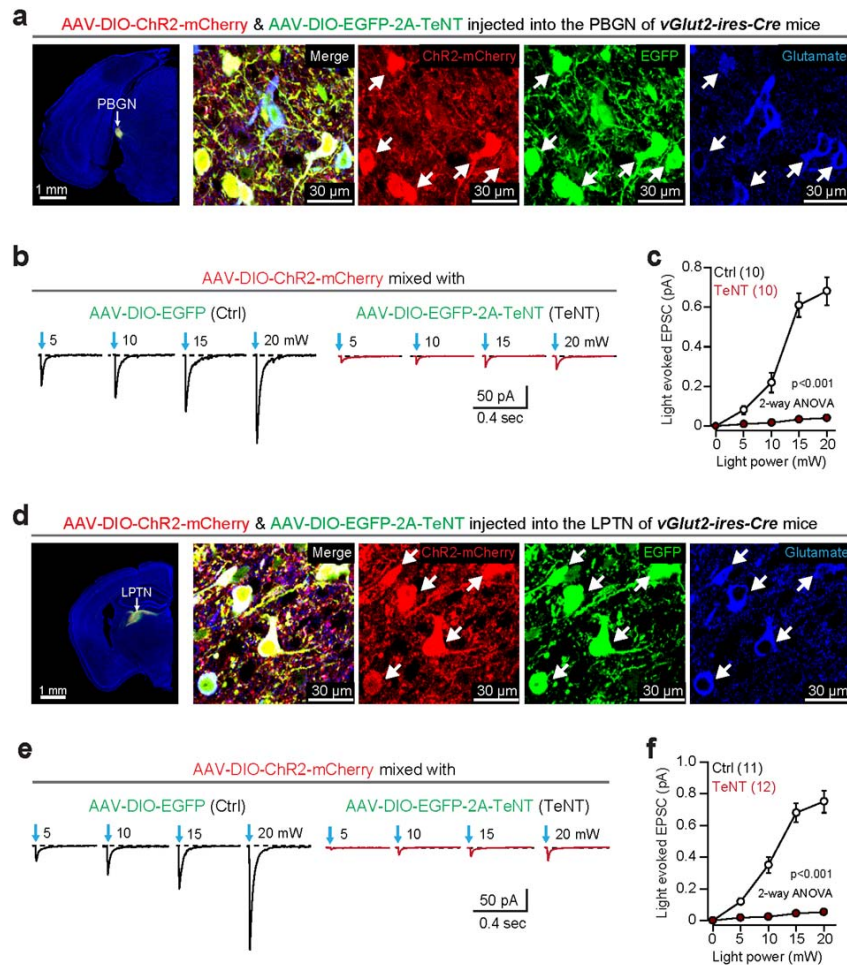 a
AAV-DIO-ChR2-mCherry & AAV-DIO-EGFP-2A-TeNT injected into the PBGN of vGlut2-ires-Cre mice
PBGN
1 mm
Merge
30 µm
ChR2-mCherry
30 µm
EGFP
30 µm
Glutamate
30 µm
b
AAV-DIO-ChR2-mCherry mixed with
AAV-DIO-EGFP (Ctrl)
AAV-DIO-EGFP-2A-TeNT (TeNT)
5 10 15 20 mW
5 10 15 20 mW
50 pA
0.4 sec
c
Ctrl (10)
TeNT (10)
Light evoked EPSC (pA)
0.8
0.6
0.4
0.2
0
p<0.001
2-way ANOVA
0 5 10 15 20
Light power (mW)
d
AAV-DIO-ChR2-mCherry & AAV-DIO-EGFP-2A-TeNT injected into the LPTN of vGlut2-ires-Cre mice
LPTN
1 mm
Merge
30 µm
ChR2-mCherry
30 µm
EGFP
30 µm
Glutamate
30 µm
e
AAV-DIO-ChR2-mCherry mixed with
AAV-DIO-EGFP (Ctrl)
AAV-DIO-EGFP-2A-TeNT (TeNT)
5 10 15 20 mW
5 10 15 20 mW
50 pA
0.4 sec
f
Ctrl (11)
TeNT (12)
Light evoked EPSC (pA)
1.0
0.8
0.6
0.4
0.2
0
p<0.001
2-way ANOVA
0 5 10 15 20
Light power (mW)